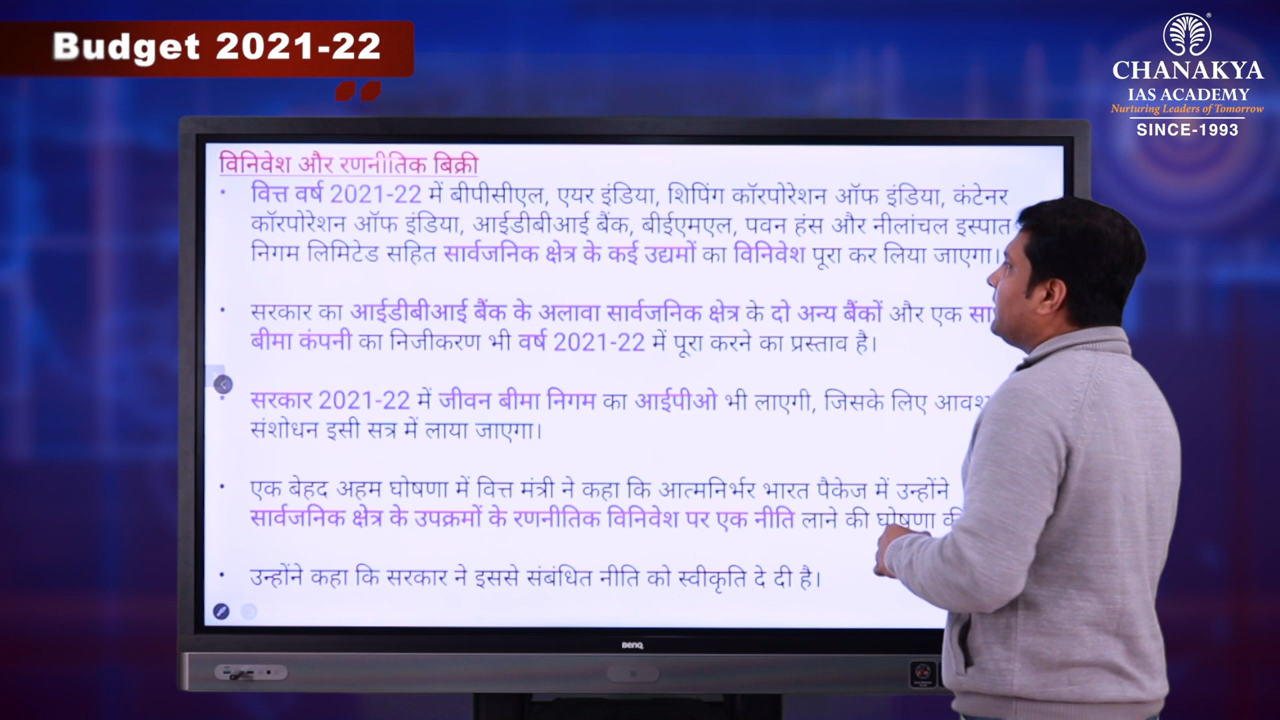 Budget 2021-22
CHANAKYA
IAS ACADEMY
Nurturing Leaders of Tomorrow
SINCE-1993
विनिवेश और रणनीतिक बिक्री
• वित्त वर्ष 2021-22 में बीपीसीएल, एयर इंडिया, शिपिंग कॉरपोरेशन ऑफ इंडिया, कंटेनर
कॉरपोरेशन ऑफ इंडिया, आईडीबीआई बैंक, बीईएमएल, पवन हंस और नीलांचल इस्पात
निगम लिमिटेड सहित सार्वजनिक क्षेत्र के कई उद्यमों का विनिवेश पूरा कर लिया जाएगा।
• सरकार का आईडीबीआई बैंक के अलावा सार्वजनिक क्षेत्र के दो अन्य बैंकों और एक
बीमा कंपनी का निजीकरण भी वर्ष 2021-22 में पूरा करने का प्रस्ताव है।
• सरकार 2021-22 में जीवन बीमा निगम का आईपीओ भी लाएगी, जिसके लिए
संशोधन इसी सत्र में लाया जाएगा।
• एक बेहद अहम घोषणा में वित्त मंत्री ने कहा कि आत्मनिर्भर भारत पैकेज में उन्होंने
सार्वजनिक क्षेत्र के उपक्रमों के रणनीतिक विनिवेश पर एक नीति लाने की घोषणा
• उन्होंने कहा कि सरकार ने इससे संबंधित नीति को स्वीकृति दे दी है।
BenQ